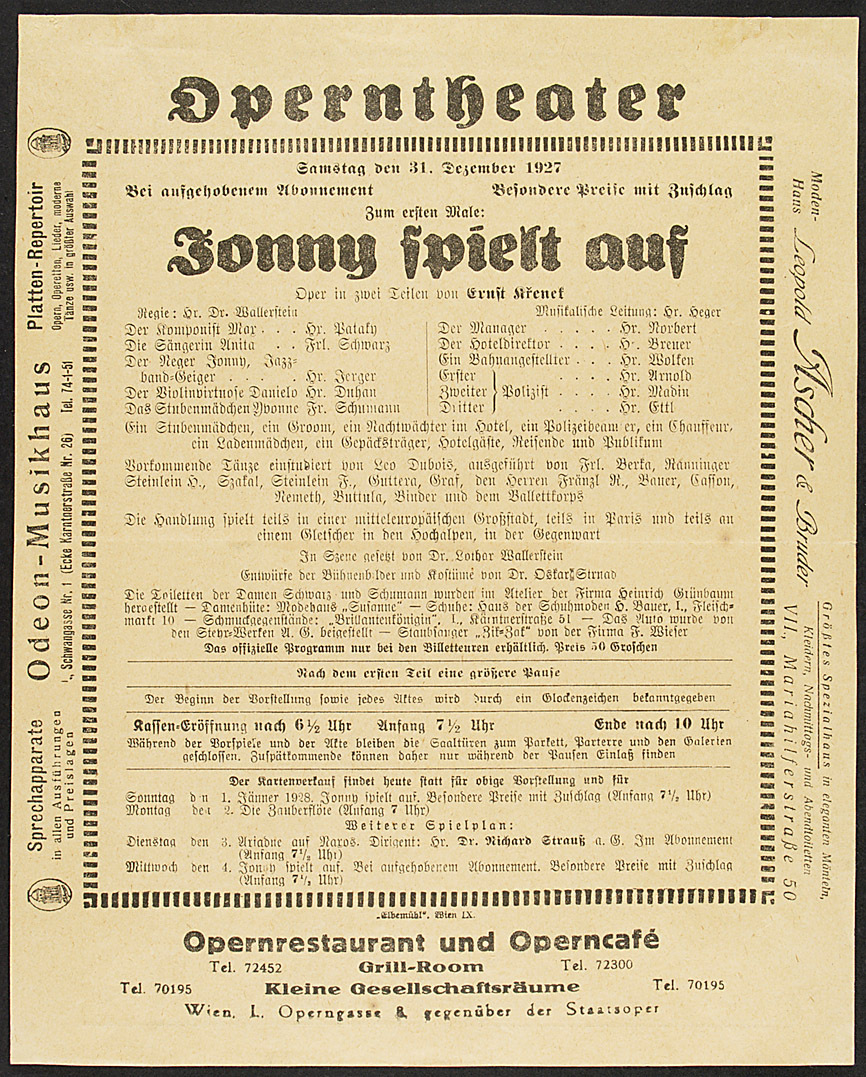 Operntheater
Samstag den 31. Dezember 1927
Bei aufgehobenem Abonnement Besondere Preise mit Zuschlag
Zum ersten Male:
Jonny spielt auf
Oper in zwei Teilen von Ernst Křenek
Regie: Hr. Dr. Wallerstein Musikalische Leitung: Hr. Heger
Der Komponist Max . . . Hr. Pataky
Die Sängerin Anita . . Frl. Schwarz
Der Neger Jonny, Jazz-
band-Geiger . . . . Hr. Jerger
Der Violinvirtuose Danielo Hr. Duhan
Das Stubenmädchen Yvonne Fr. Schumann
Der Manager . . . . . Hr. Norbert
Der Hoteldirektor . . . . Hr. Breuer
Ein Bahnangestellter . . . Hr. Wolken
Erster . . . . Hr. Arnold
Zweiter } Polizist . . . . Hr. Madin
Dritter . . . . Hr. Ettl
Ein Stubenmädchen, ein Groom, ein Nachtwächter im Hotel, ein Polizeibeamter, ein Chauffeur,
ein Ladenmädchen, ein Gepäcksträger, Hotelgäste, Reisende und Publikum
Vorkommende Tänze einstudiert von Leo Dubois, ausgeführt von Frl. Berka, Nänninger
Steinlein H., Szakal, Steinlein F., Guttera, Graf, den Herren Fränzl R., Bauer, Casson,
Nemeth, Buttula, Binder und dem Ballettkorps
Die Handlung spielt teils in einer mitteleuropäischen Großstadt, teils in Paris und teils an
einem Gletscher in den Hochalpen, in der Gegenwart
In Szene gesetzt von Dr. Lothar Wallerstein
Entwürfe der Bühnenbilder und Kostüme von Dr. Oskar Strnad
Die Toiletten der Damen Schwarz und Schumann wurden im Atelier der Firma Heinrich Grünbaum
hergestellt — Damenhüte: Modehaus „Susanne“ — Schuhe: Haus der Schuhmoden H. Bauer, I., Fleisch-
markt 10 — Schmuckgegenstände: „Brillantenkönigin“, I., Kärntnerstraße 51 — Das Auto wurde von
den Steyr-Werken A. G. beigestellt — Staubsauger „Zik-Zak“ von der Firma F. Wieser
Das offizielle Programm nur bei den Billetteuren erhältlich. Preis 50 Groschen
Nach dem ersten Teil eine größere Pause
Der Beginn der Vorstellung sowie jedes Aktes wird durch ein Glockenzeichen bekanntgegeben
Kassen-Eröffnung nach 6½ Uhr Anfang 7½ Uhr Ende nach 10 Uhr
Während der Vorspiele und der Akte bleiben die Saaltüren zum Parkett, Parterre und den Galerien
geschlossen. Zuspätkommende können daher nur während der Pausen Einlaß finden
Der Kartenverkauf findet heute statt für obige Vorstellung und für
Sonntag den 1. Jänner 1928. Jonny spielt auf. Besondere Preise mit Zuschlag (Anfang 7½ Uhr)
Montag den 2. Die Zauberflöte (Anfang 7 Uhr)
Weiterer Spielplan:
Dienstag den 3. Ariadne auf Naxos. Dirigent: Hr. Dr. Richard Strauß a. G. Im Abonnement
(Anfang 7½ Uhr)
Mittwoch den 4. Jonny spielt auf. Bei aufgehobenem Abonnement. Besondere Preise mit Zuschlag
(Anfang 7½ Uhr)
„Elbemühl“, Wien IX.
Opernrestaurant und Operncafé
Tel. 72452 Grill-Room Tel. 72300
Tel. 70195 Kleine Gesellschaftsräume Tel. 70195
Wien, I., Operngasse 8, gegenüber der Staatsoper
Sprechapparate Odeon-Musikhaus Platten-Repertoir
in allen Ausführungen
und Preislagen
I., Schwangasse Nr. 1 (Ecke Kärntnerstraße Nr. 26) Tel. 74-1-51
Opern, Operetten, Lieder, moderne
Tänze usw. in größter Auswahl
Moden-
Haus Leopold Ascher & Bruder
VII., Mariahilferstraße 50
Größtes Spezialhaus in eleganten Mänteln,
Kleidern, Nachmittags- und Abendtoiletten